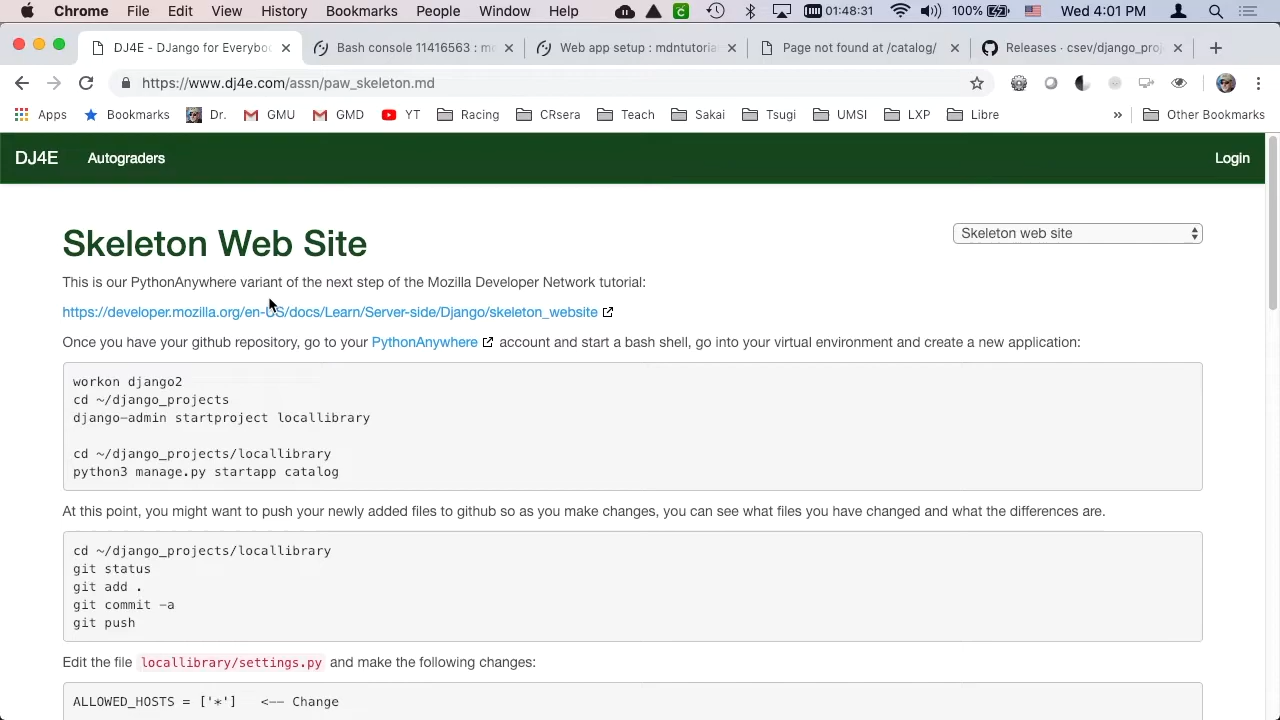 Chrome File Edit View History Bookmarks People Window Help 01:48:31 100% Wed 4:01 PM
DJ4E - DJango for Everybo Bash console 11416563 : m Web app setup : mdntutoria Page not found at /catalog/ Releases · csev/django_proj
https://www.dj4e.com/assn/paw_skeleton.md
Apps Bookmarks Dr. GMU GMD YT Racing CRsera Teach Sakai Tsugi UMSI LXP Libre » Other Bookmarks
DJ4E Autograders Login
Skeleton Web Site
Skeleton web site
This is our PythonAnywhere variant of the next step of the Mozilla Developer Network tutorial:
https://developer.mozilla.org/en-US/docs/Learn/Server-side/Django/skeleton_website
Once you have your github repository, go to your PythonAnywhere account and start a bash shell, go into your virtual environment and create a new application:
workon django2
cd ~/django_projects
django-admin startproject locallibrary
cd ~/django_projects/locallibrary
python3 manage.py startapp catalog
At this point, you might want to push your newly added files to github so as you make changes, you can see what files you have changed and what the differences are.
cd ~/django_projects/locallibrary
git status
git add .
git commit -a
git push
Edit the file locallibrary/settings.py and make the following changes:
ALLOWED_HOSTS = ['*'] <-- Change